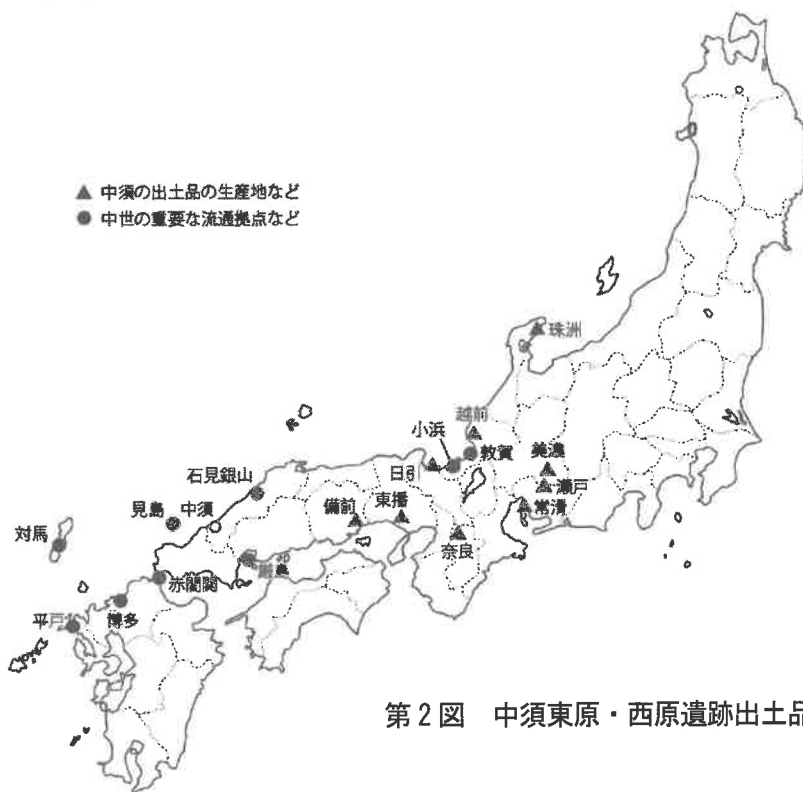 ▲ 中須の出土品の生産地など
● 中世の重要な流通拠点など
珠洲
越前
小浜
敦賀
美濃
日引
瀬戸
石見銀山
常滑
備前
東播
見島
中須
奈良
対馬
赤間関
平戸
博多
第2図 中須東原・西原遺跡出土品